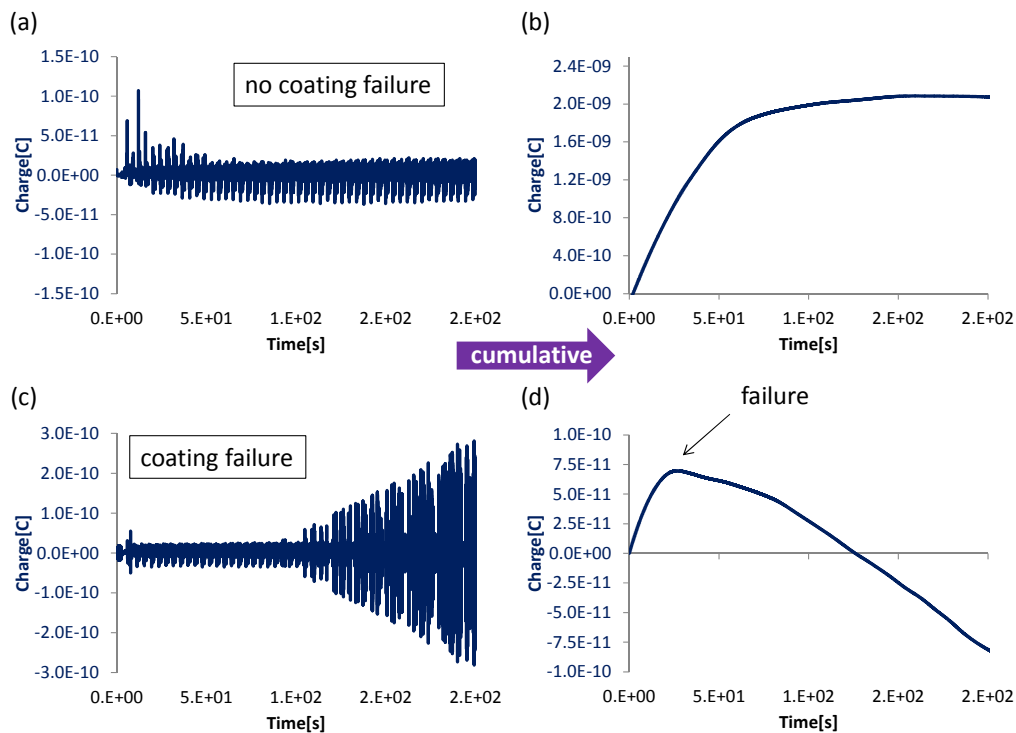 (a)
1.5E-10
1.0E-10
5.0E-11
0.0E+00
-5.0E-11
-1.0E-10
-1.5E-10
Charge[C]
no coating failure
0.E+00 5.E+01 1.E+02 2.E+02 2.E+02
Time[s]
(b)
2.4E-09
2.0E-09
1.6E-09
1.2E-09
8.0E-10
4.0E-10
0.0E+00
Charge[C]
0.E+00 5.E+01 1.E+02 2.E+02 2.E+02
Time[s]
cumulative
(c)
3.0E-10
2.0E-10
1.0E-10
0.0E+00
-1.0E-10
-2.0E-10
-3.0E-10
Charge[C]
coating failure
0.E+00 5.E+01 1.E+02 2.E+02 2.E+02
Time[s]
(d)
failure
1.0E-10
7.5E-11
5.0E-11
2.5E-11
0.0E+00
-2.5E-11
-5.0E-11
-7.5E-11
-1.0E-10
Charge[C]
0.E+00 5.E+01 1.E+02 2.E+02 2.E+02
Time[s]